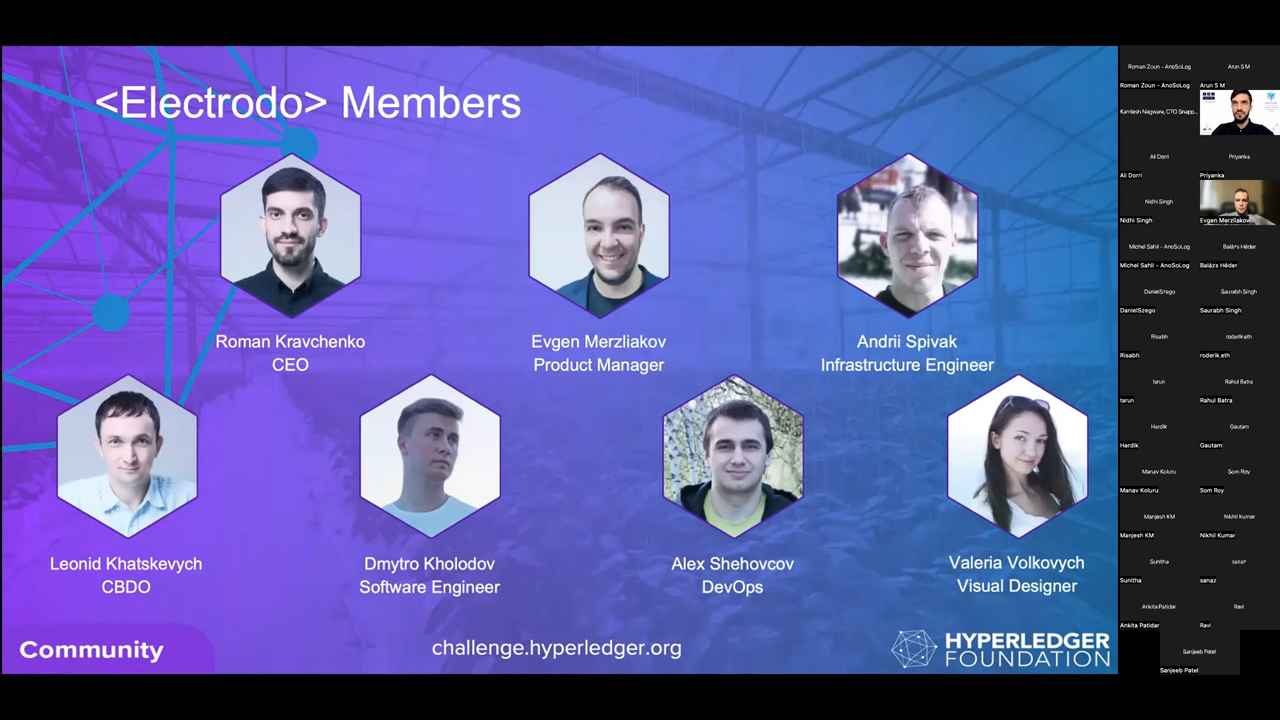 <Electrodo> Members
Roman Kravchenko
CEO
Evgen Merzliakov
Product Manager
Andrii Spivak
Infrastructure Engineer
Leonid Khatskevych
CBDO
Dmytro Kholodov
Software Engineer
Alex Shehovcov
DevOps
Valeria Volkovych
Visual Designer
Community
challenge.hyperledger.org
HYPERLEDGER
FOUNDATION
Roman Zoun - AnoSoLog
Arun S M
Roman Zoun - AnoSoLog
Arun S M
Kamlesh Nagware, CTO Snapp...
Ali Dorri
Priyanka
Ali Dorri
Priyanka
Nidhi Singh
Nidhi Singh
Evgen Merzliakov
Michel Sahli - AnoSoLog
Balázs Héder
Michel Sahli - AnoSoLog
Balázs Héder
DanielSzego
Saurabh Singh
DanielSzego
Saurabh Singh
Risabh
roderik.eth
Risabh
roderik.eth
tarun
Rahul Batra
tarun
Rahul Batra
Hardik
Gautam
Hardik
Gautam
Manav Koluru
Som Roy
Manav Koluru
Som Roy
Manjesh KM
Nikhil Kumar
Manjesh KM
Nikhil Kumar
Sunitha
sanaz
Sunitha
sanaz
Ankita Patidar
Ravi
Ankita Patidar
Ravi
Sanjeeb Patel
Sanjeeb Patel